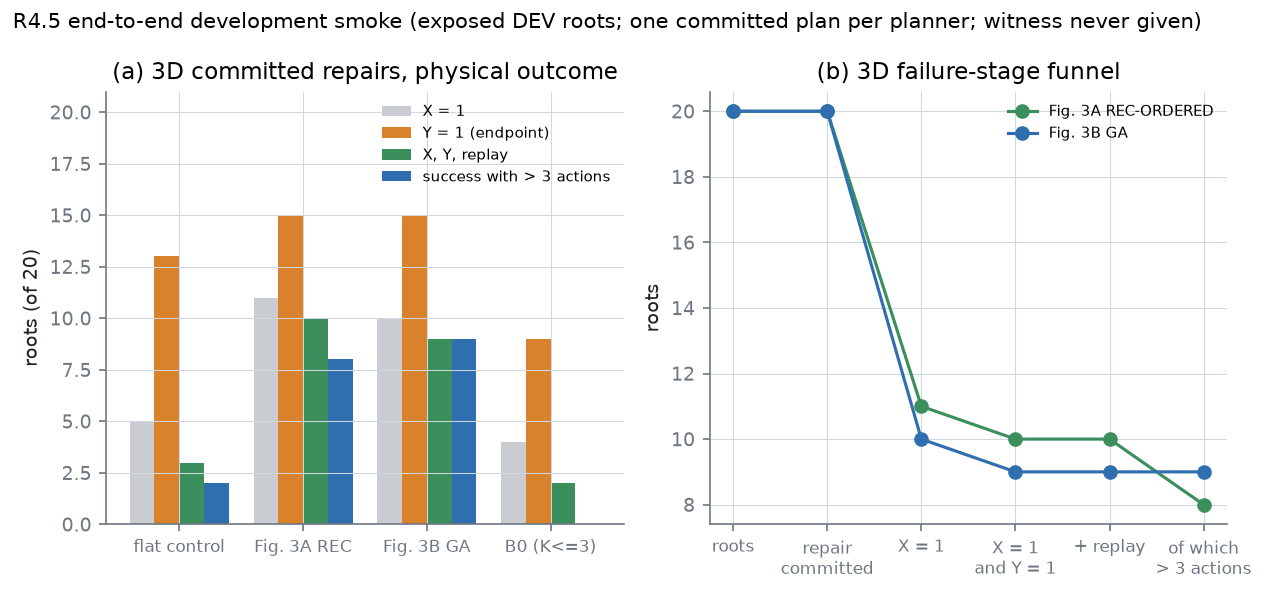 R4.5 end-to-end development smoke (exposed DEV roots; one committed plan per planner; witness never given)
(a) 3D committed repairs, physical outcome
X = 1
Y = 1 (endpoint)
X, Y, replay
success with > 3 actions
roots (of 20)
20.0
17.5
15.0
12.5
10.0
7.5
5.0
2.5
0.0
flat control
Fig. 3A REC
Fig. 3B GA
B0 (K<=3)
(b) 3D failure-stage funnel
Fig. 3A REC-ORDERED
Fig. 3B GA
roots
20
18
16
14
12
10
8
roots
repair
committed
X = 1
X = 1
and Y = 1
+ replay
of which
> 3 actions